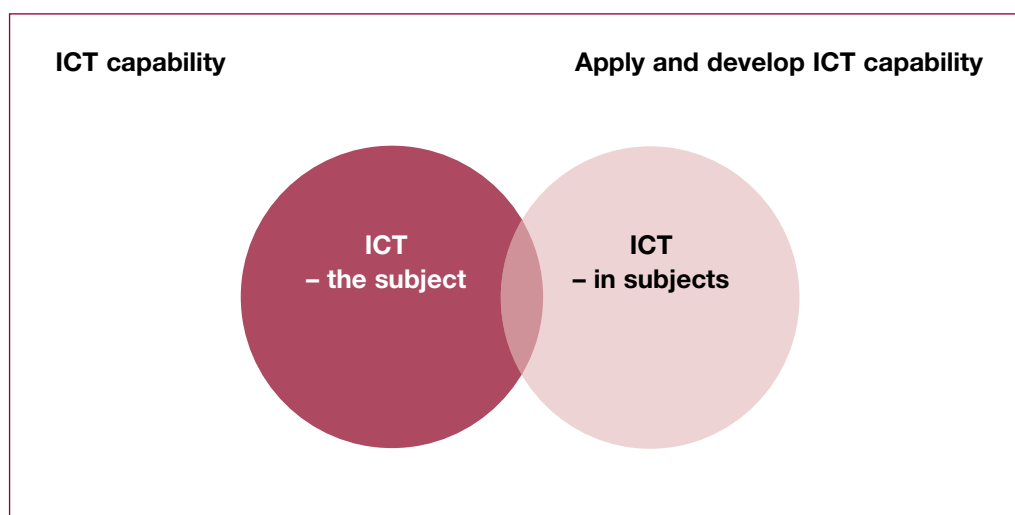 ICT capability
Apply and develop ICT capability
ICT
– the subject
ICT
– in subjects